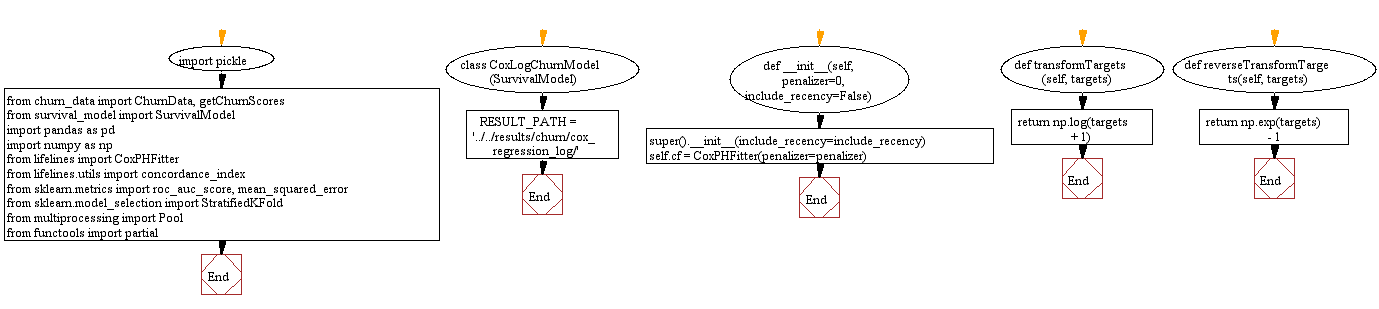 import pickle
from churn_data import ChurnData, getChurnScores
from survival_model import SurvivalModel
import pandas as pd
import numpy as np
from lifelines import CoxPHFitter
from lifelines.utils import concordance_index
from sklearn.metrics import roc_auc_score, mean_squared_error
from sklearn.model_selection import StratifiedKFold
from multiprocessing import Pool
from functools import partial
End
class CoxLogChurnModel
(SurvivalModel)
RESULT_PATH =
'../../results/churn/cox_
regression_log/'
End
def __init__(self,
penalizer=0,
include_recency=False)
super().__init__(include_recency=include_recency)
self.cf = CoxPHFitter(penalizer=penalizer)
End
def transformTargets
(self, targets)
return np.log(targets
+ 1)
End
def reverseTransformTarge
ts(self, targets)
return np.exp(targets)
- 1
End